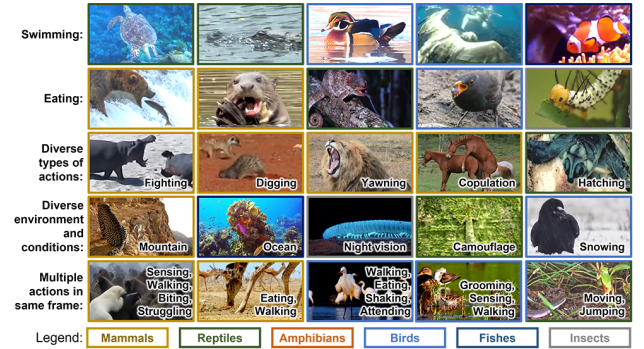 Swimming:
Eating:
Diverse
types of
actions:
Fighting
Digging
Yawning
Copulation
Hatching
Diverse
environment
and
conditions:
Mountain
Ocean
Night vision
Camouflage
Snowing
Multiple
actions in
same frame:
Sensing,
Walking,
Biting,
Struggling
Eating,
Walking
Walking,
Eating,
Shaking,
Attending
Grooming,
Sensing,
Walking
Moving,
Jumping
Legend:
Mammals
Reptiles
Amphibians
Birds
Fishes
Insects